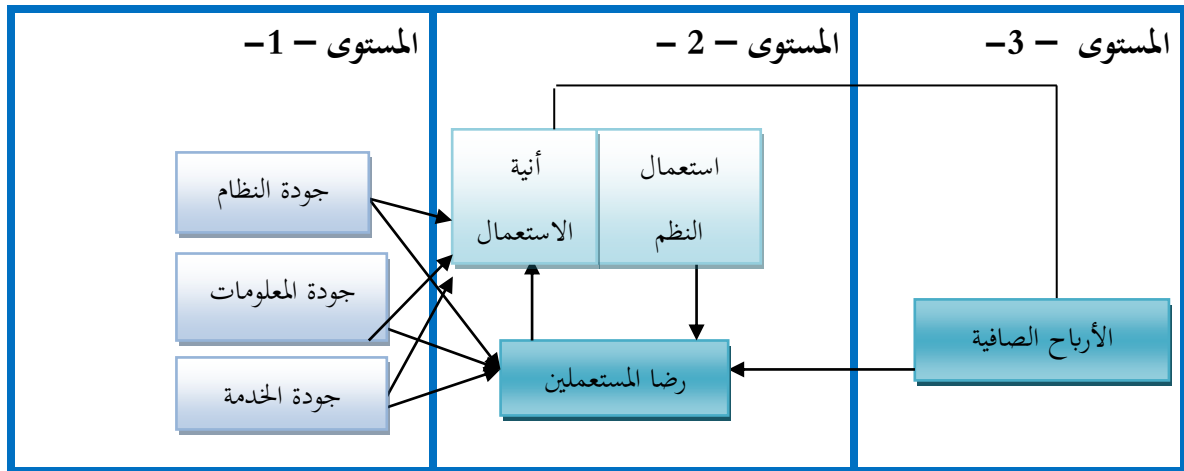 المستوى – 1–
المستوى – 2 –
المستوى – 3–
جودة النظام
جودة المعلومات
جودة الخدمة
أنية
الاستعمال
استعمال
النظم
رضا المستعملين
الأرباح الصافية